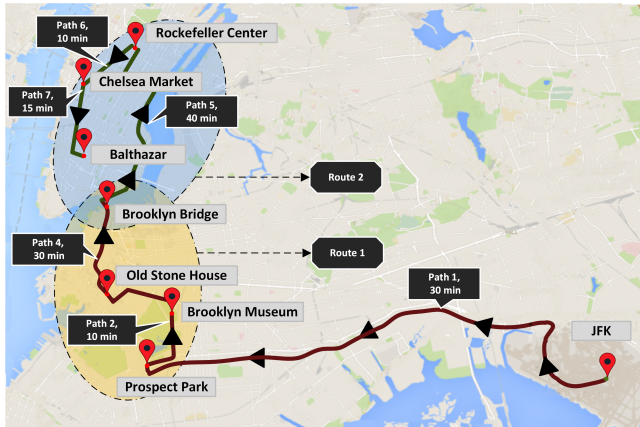 Path 6,
10 min
Rockefeller Center
Chelsea Market
Path 7,
15 min
Path 5,
40 min
Balthazar
Route 2
Brooklyn Bridge
Path 4,
30 min
Route 1
Old Stone House
Path 1,
30 min
Brooklyn Museum
Path 2,
10 min
JFK
Prospect Park